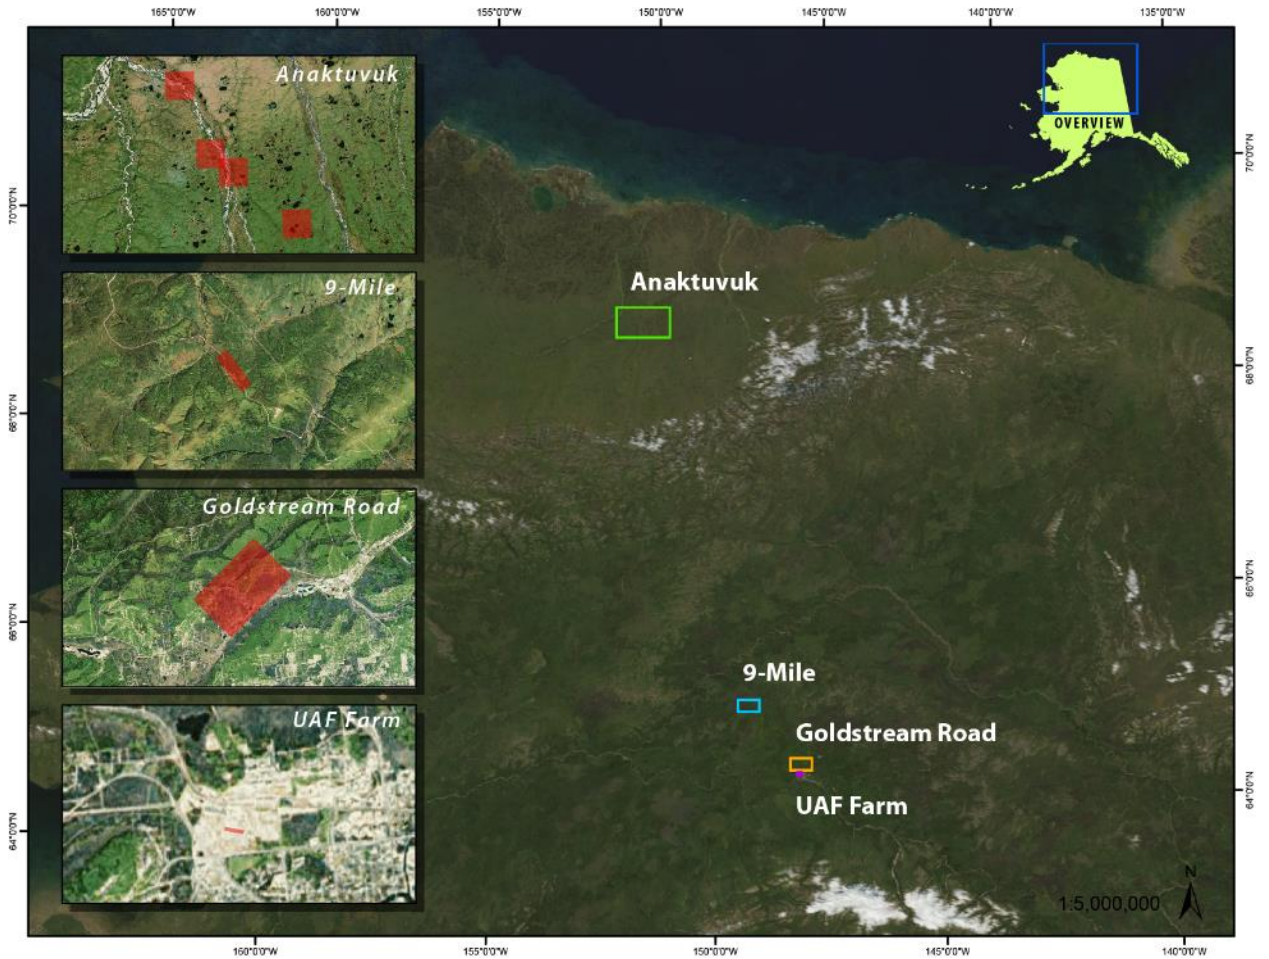 165°0'0"W
160°0'0"W
155°0'0"W
150°0'0"W
145°0'0"W
140°0'0"W
135°0'0"W
Anaktuvuk
OVERVIEW
70°0'0"N
70°0'0"N
Anaktuvuk
9-Mile
68°0'0"N
68°0'0"N
Goldstream Road
66°0'0"N
66°0'0"N
9-Mile
UAF Farm
Goldstream Road
64°0'0"N
UAF Farm
64°0'0"N
N
1:5,000,000
160°0'0"W
155°0'0"W
150°0'0"W
145°0'0"W
140°0'0"W